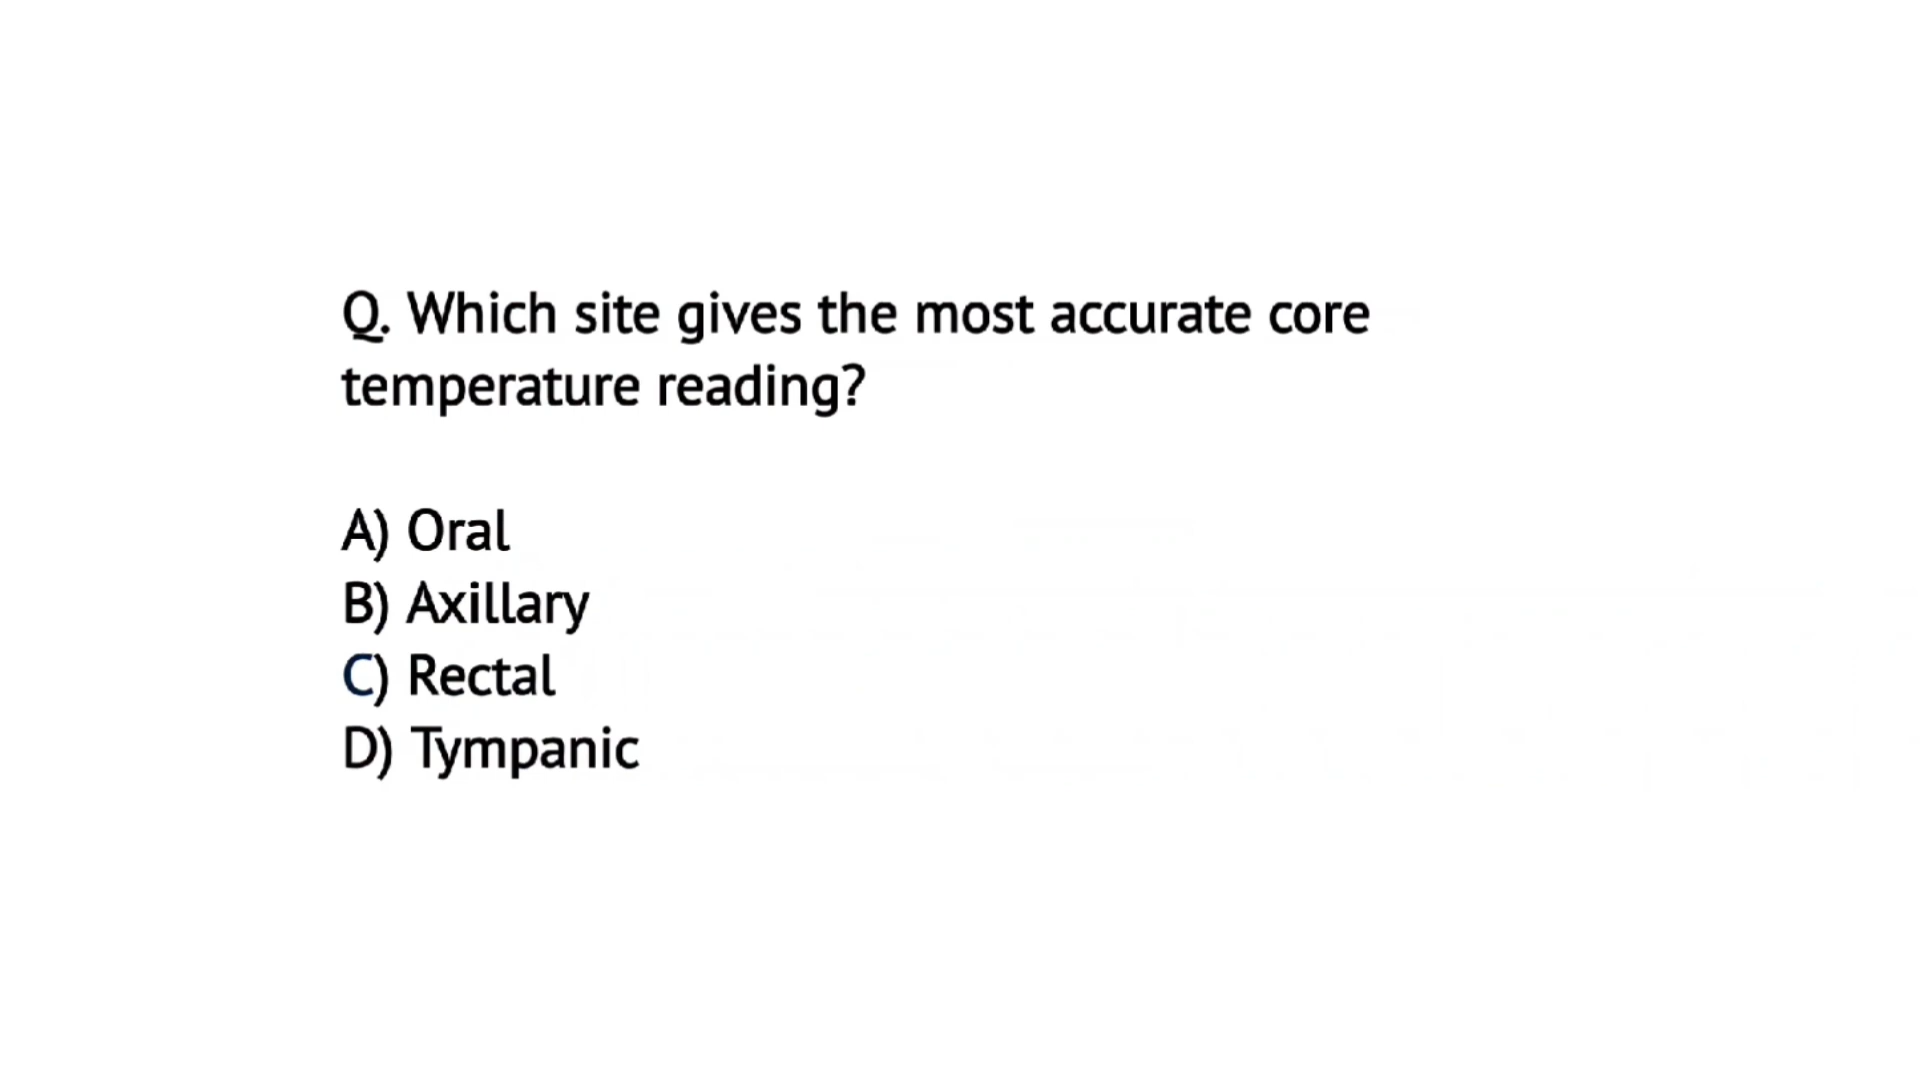 Q. Which site gives the most accurate core
temperature reading?
A) Oral
B) Axillary
C) Rectal
D) Tympanic